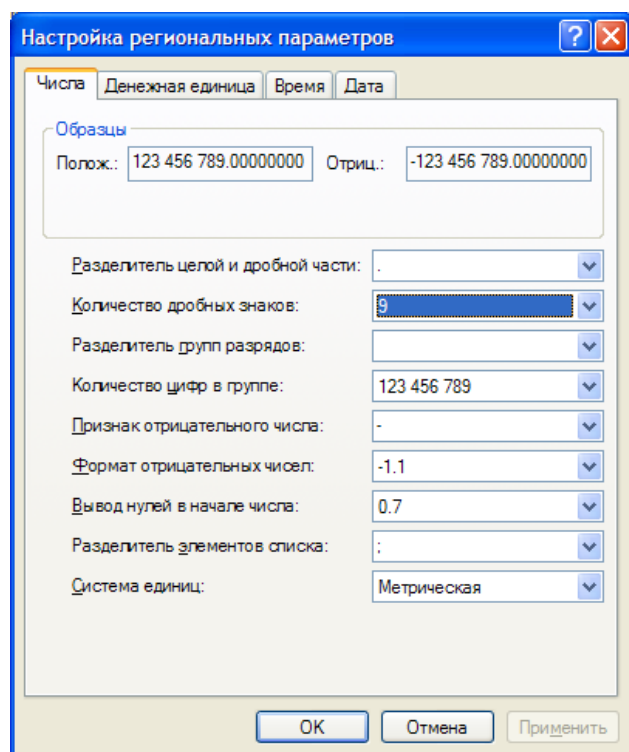 Настройка региональных параметров
Числа Денежная единица Время Дата
Образцы
Полож.: 123 456 789.00000000 Отриц.: -123 456 789.00000000
Разделитель целой и дробной части: .
Количество дробных знаков: 9
Разделитель групп разрядов:
Количество цифр в группе: 123 456 789
Признак отрицательного числа: -
Формат отрицательных чисел: -1.1
Вывод нулей в начале числа: 0.7
Разделитель элементов списка: ;
Система единиц: Метрическая
OK Отмена Применить